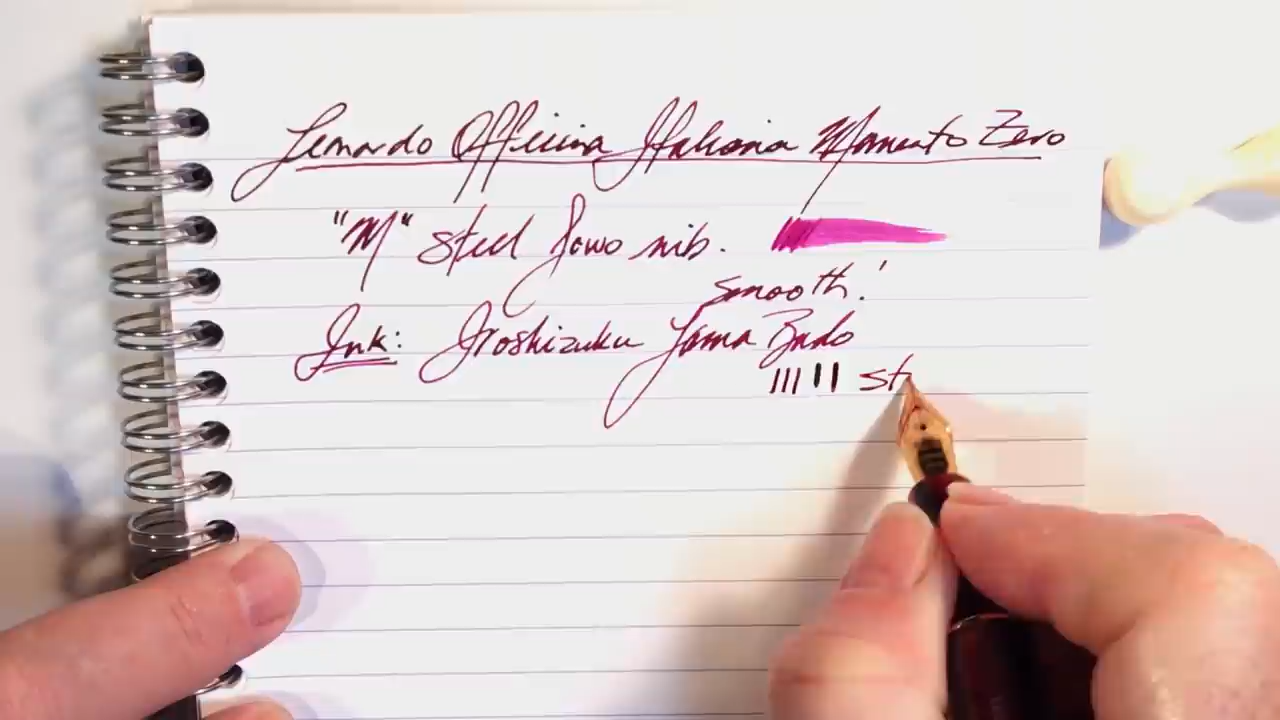 Leonardo Officina Italiana Momento Zero
"M" steel Jowo nib.
smooth!
Ink: Iroshizuku Yama Budo
st